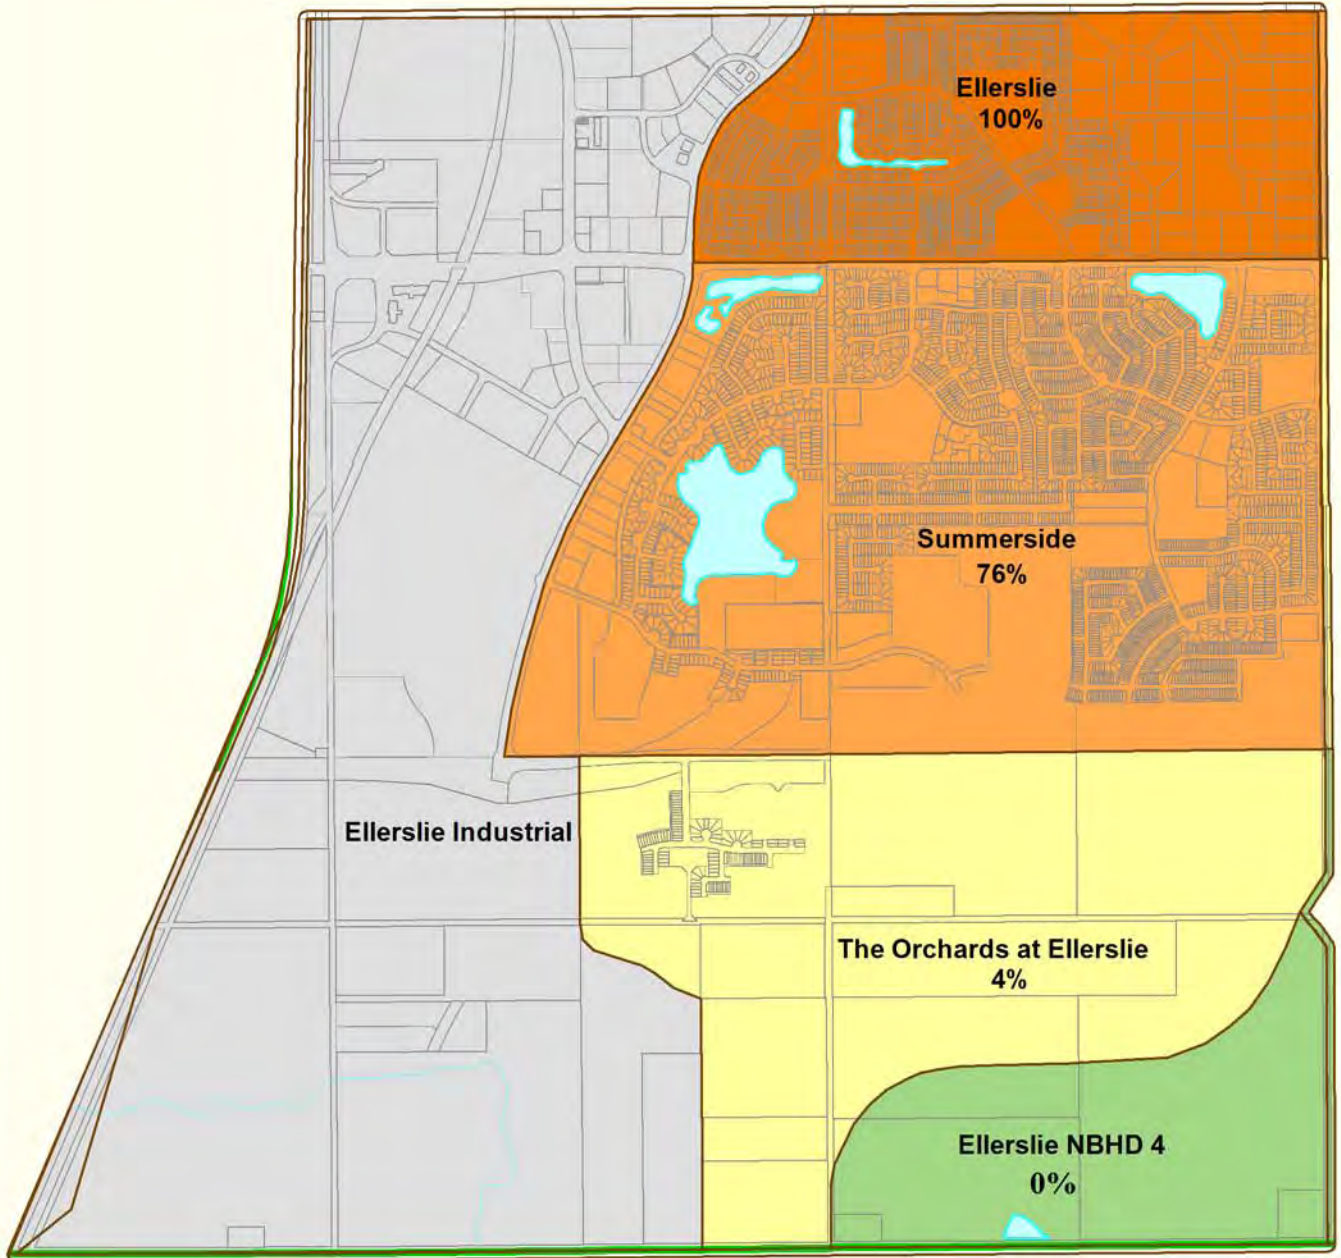 Ellerslie
100%
Summerside
76%
Ellerslie Industrial
The Orchards at Ellerslie
4%
Ellerslie NBHD 4
0%